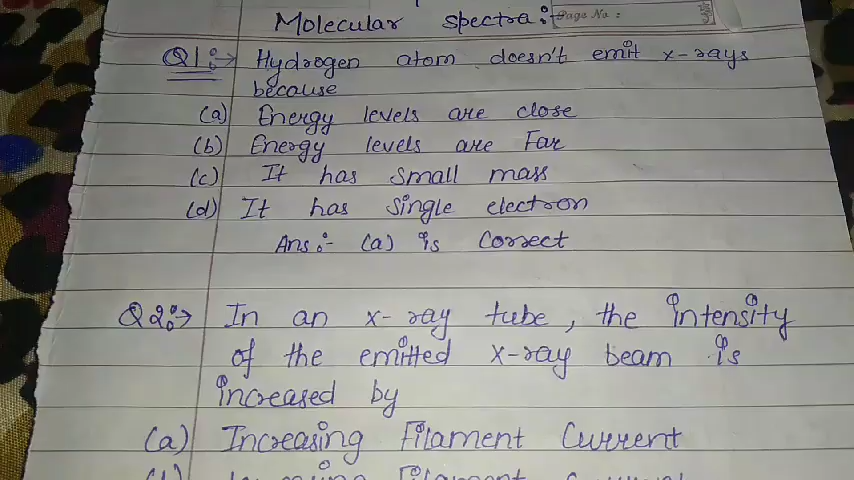 Molecular Spectra:-
Page No :
Q1:→ Hydrogen atom doesn't emit x-rays
because
(a) Energy levels are close
(b) Energy levels are Far
(c) It has small mass
(d) It has single electron
Ans:- (a) is correct
Q2:→ In an x-ray tube, the intensity
of the emitted x-ray beam is
increased by
(a) Increasing Filament Current